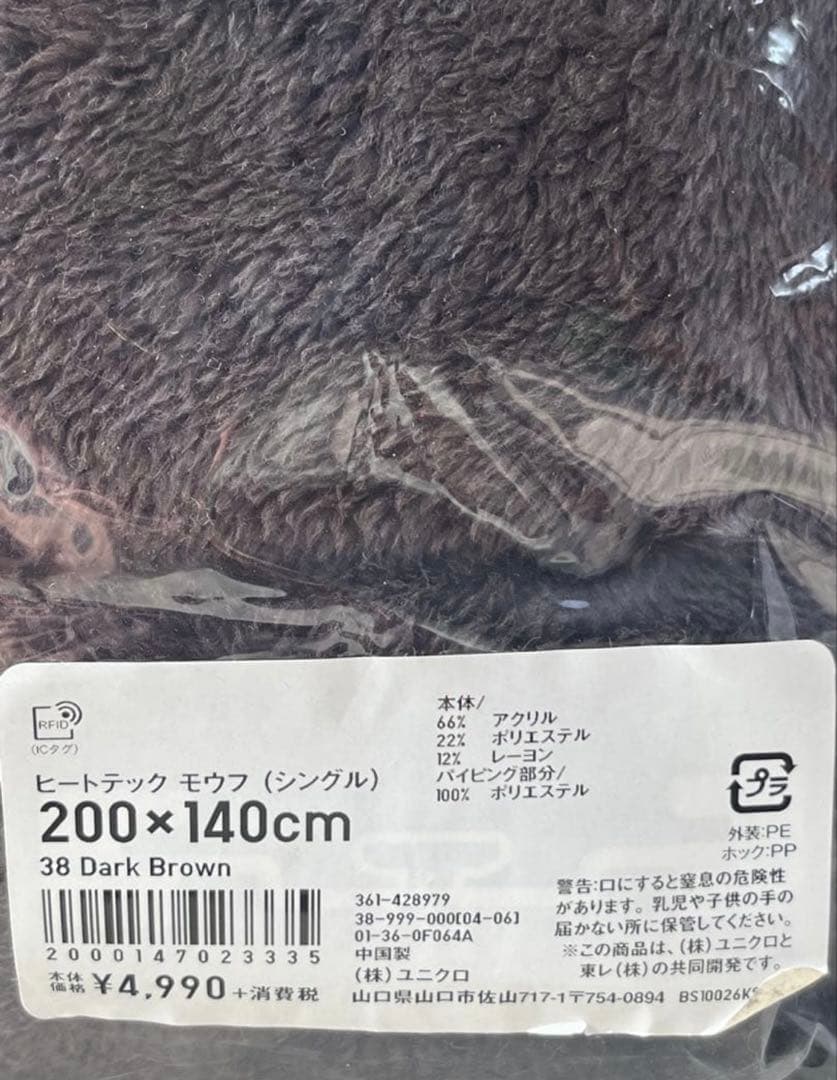 RFID
(ICタグ)
ヒートテック モウフ (シングル)
200×140cm
38 Dark Brown
2000147023335
本体価格 ¥4,990 +消費税
本体/
66% アクリル
22% ポリエステル
12% レーヨン
パイピング部分/
100% ポリエステル
プラ
外装:PE
ホック:PP
361-428979
38-999-000[04-06]
01-36-0F064A
中国製
(株)ユニクロ
山口県山口市佐山717-1〒754-0894
警告:口にすると窒息の危険性
があります。乳児や子供の手の
届かない所に保管してください。
※この商品は、(株)ユニクロと
東レ(株)の共同開発です。